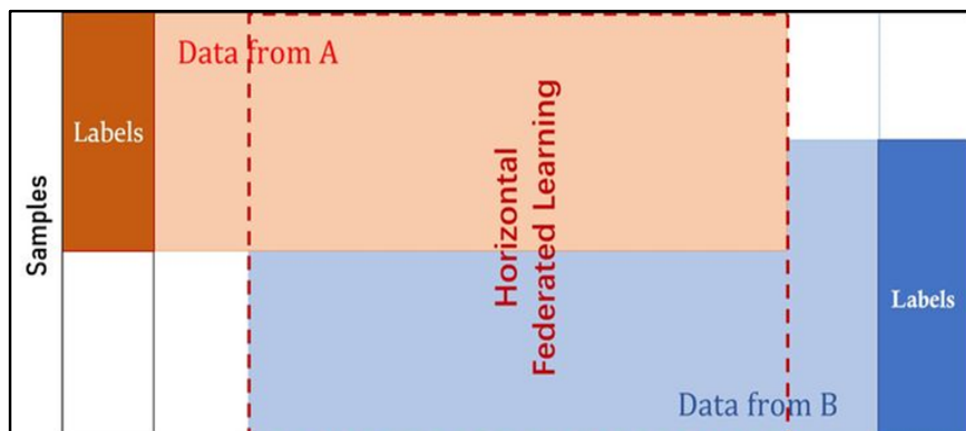 Data from A
Labels
Samples
Horizontal
Federated Learning
Labels
Data from B